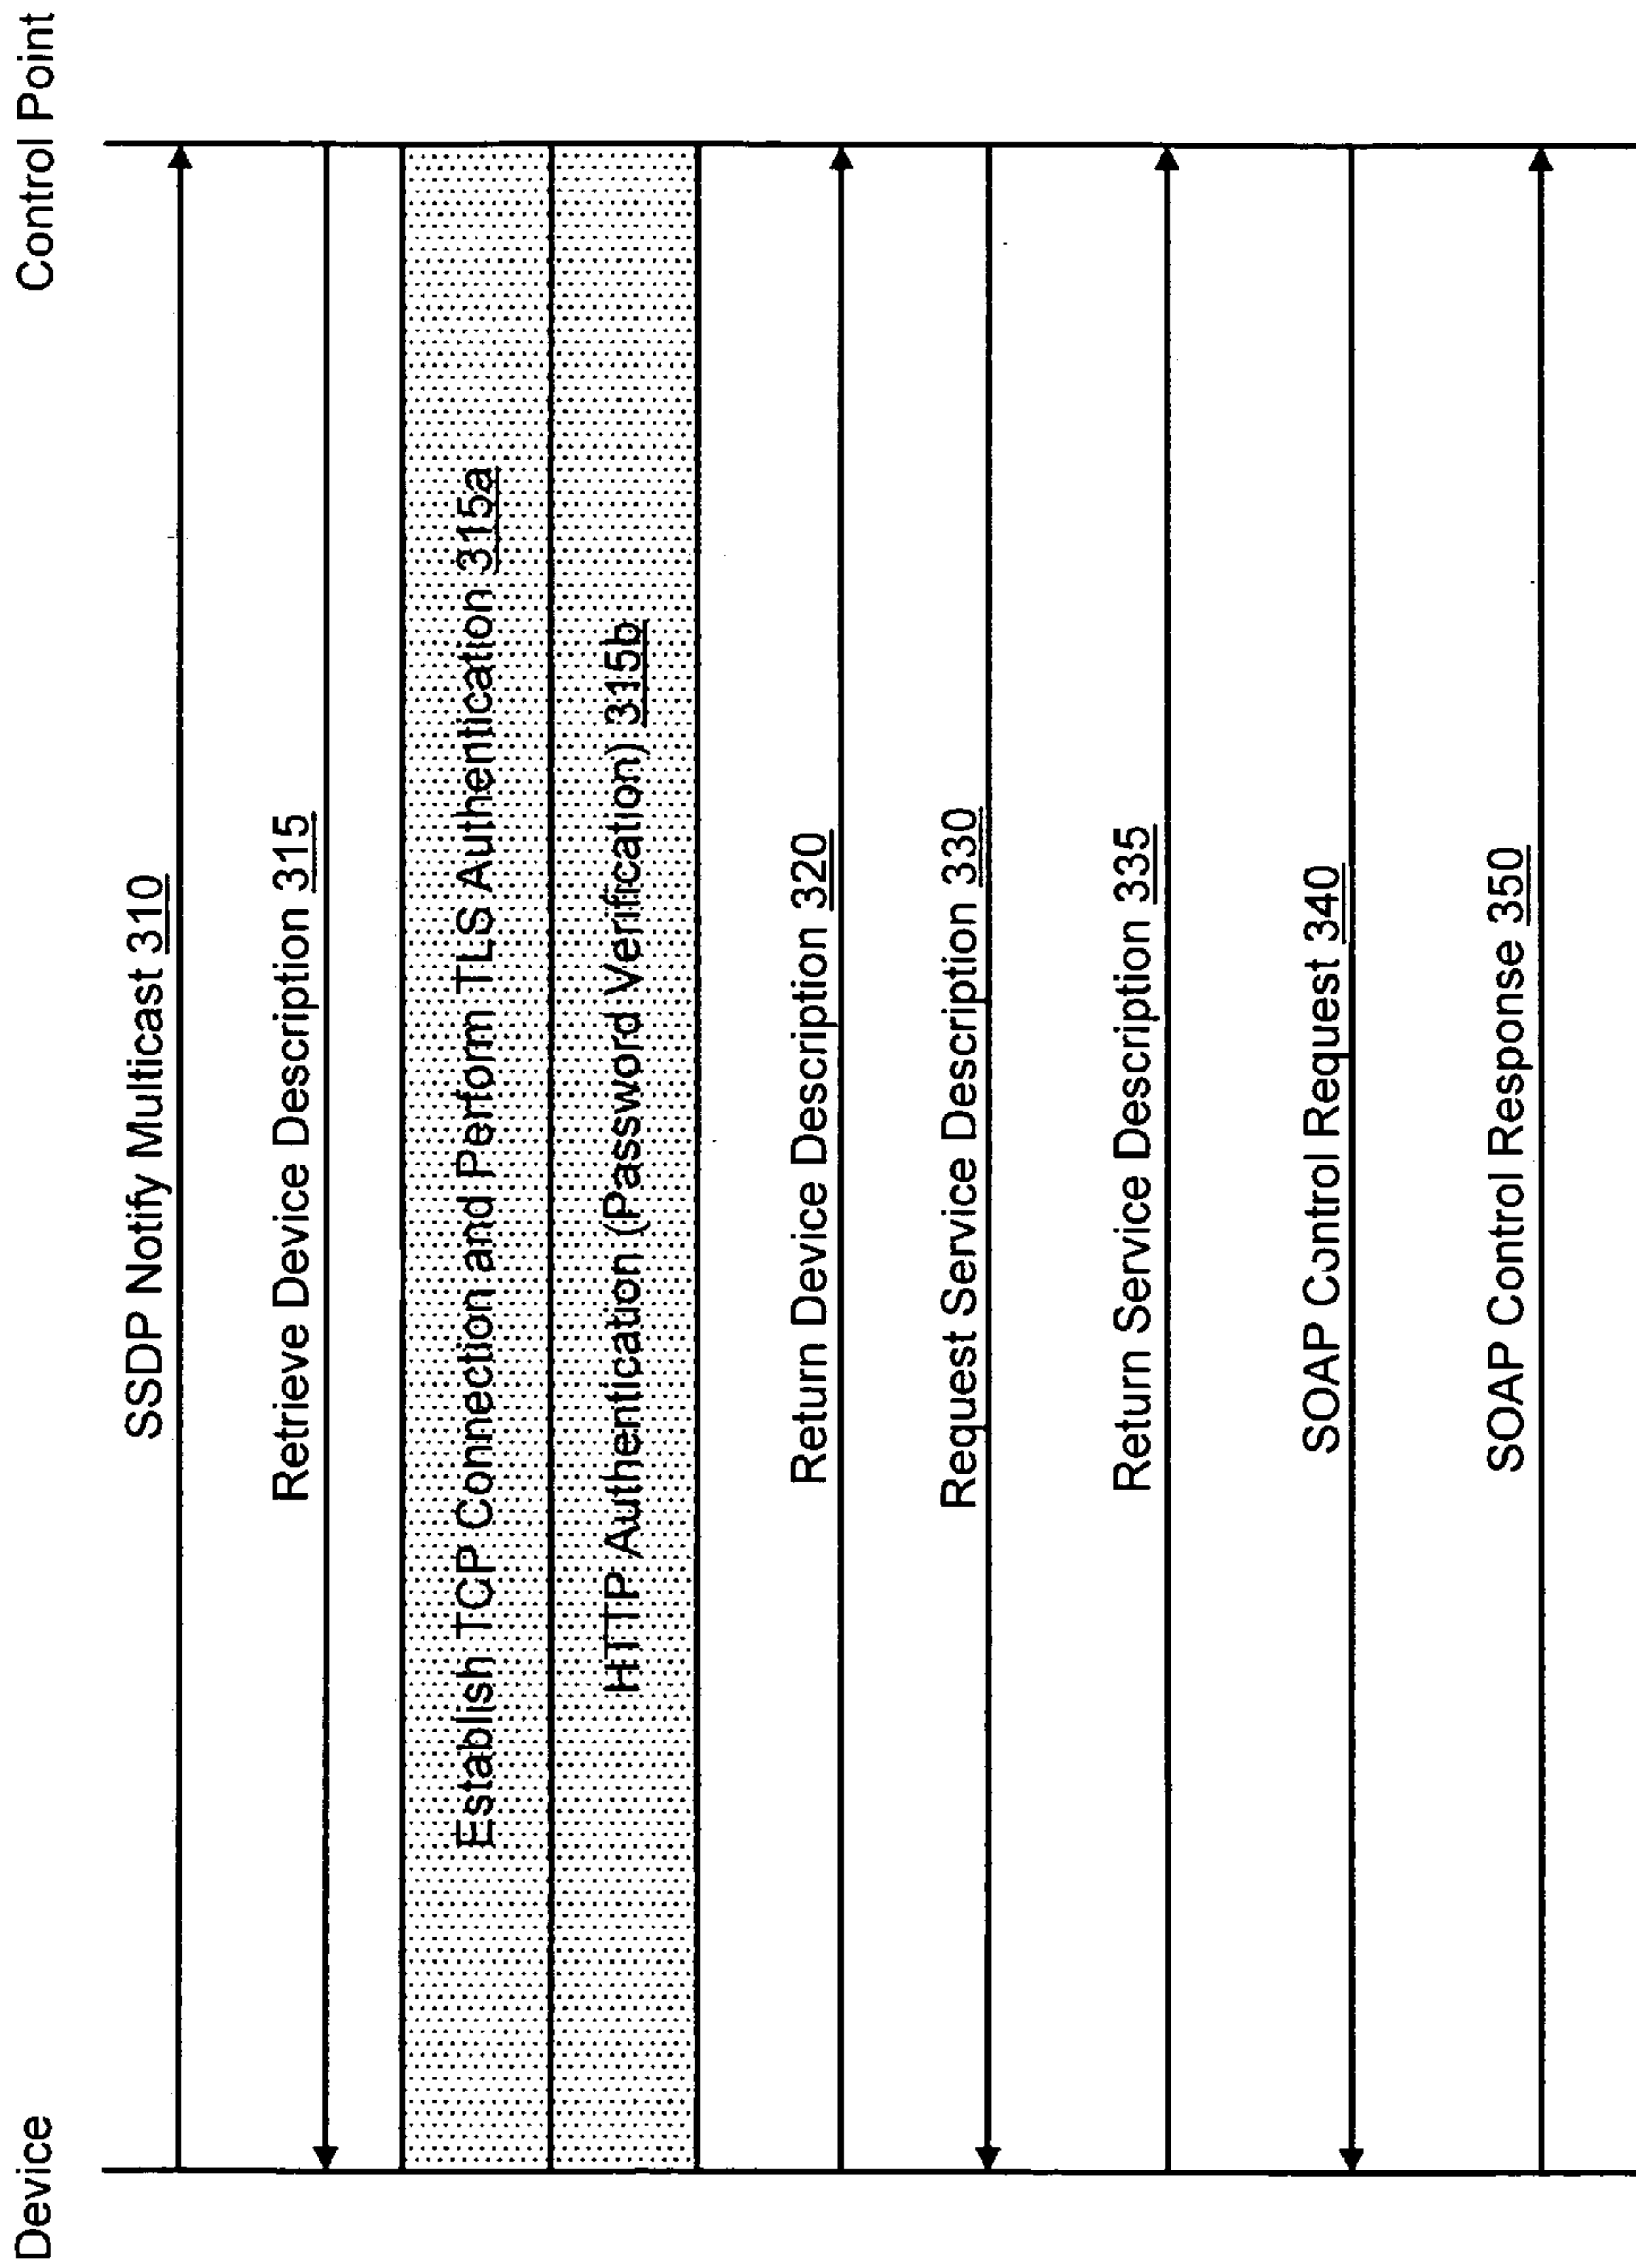 Device
Control Point
SSDP Notify Multicast 310
Retrieve Device Description 315
Establish TCP Connection and Perform TLS Authentication 315a
HTTP Authentication (Password Verification) 315b
Return Device Description 320
Request Service Description 330
Return Service Description 335
SOAP Control Request 340
SOAP Control Response 350